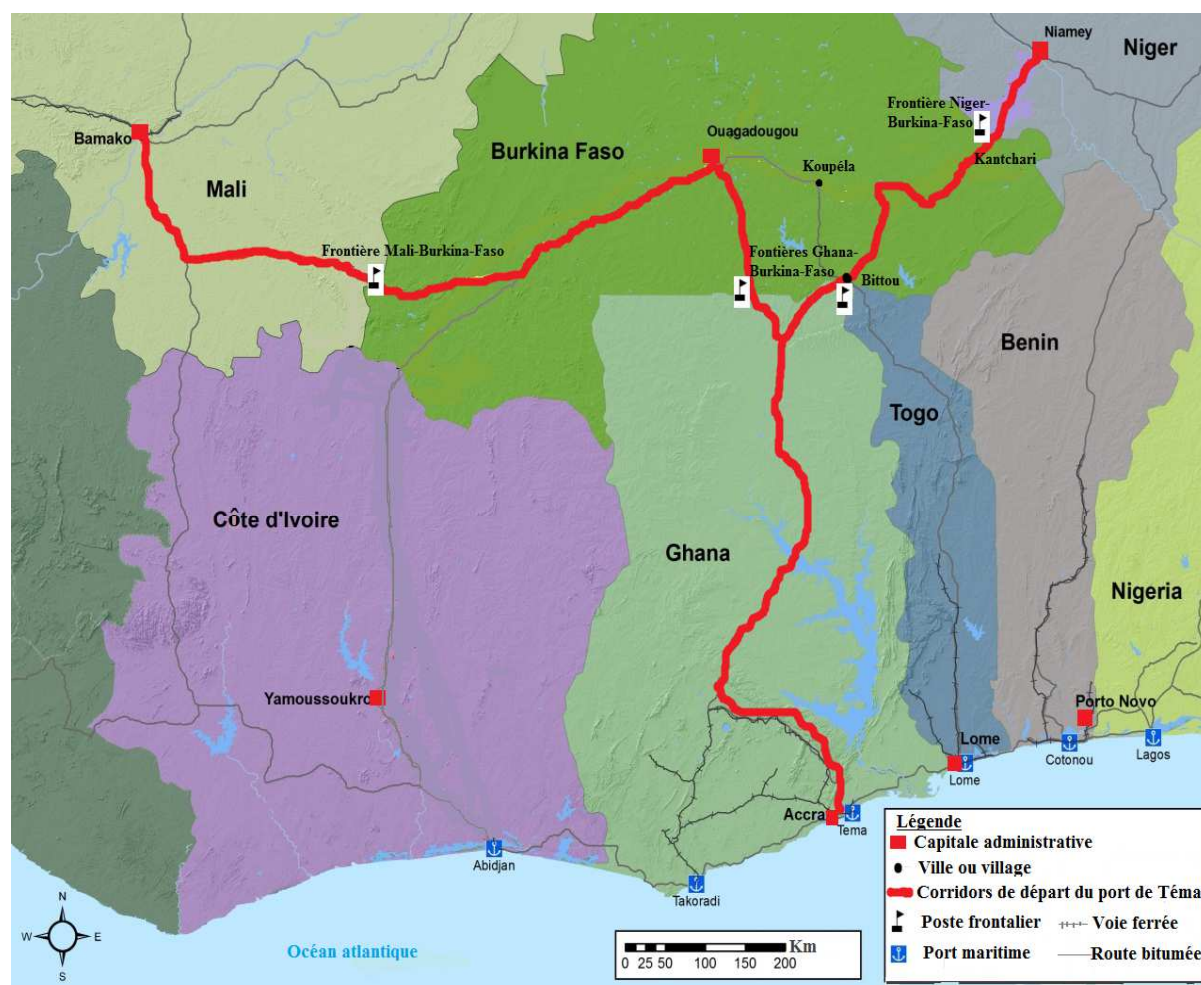 Niamey
Niger
Frontière Niger-
Burkina-Faso
Bamako
Ouagadougou
Burkina Faso
Koupéla
Kantchari
Mali
Frontière Mali-Burkina-Faso
Fontières Ghana-
Burkina-Faso
Bittou
Benin
Togo
Côte d'Ivoire
Ghana
Nigeria
Yamoussoukro
Porto Novo
Lome
Cotonou
Lagos
Lome
Accra
Tema
Abidjan
Takoradi
Océan atlantique
N
W
E
S
Km
0 25 50 100 150 200
Légende
Capitale administrative
Ville ou village
Corridors de départ du port de Téma
Poste frontalier
Voie ferrée
Port maritime
Route bitumée